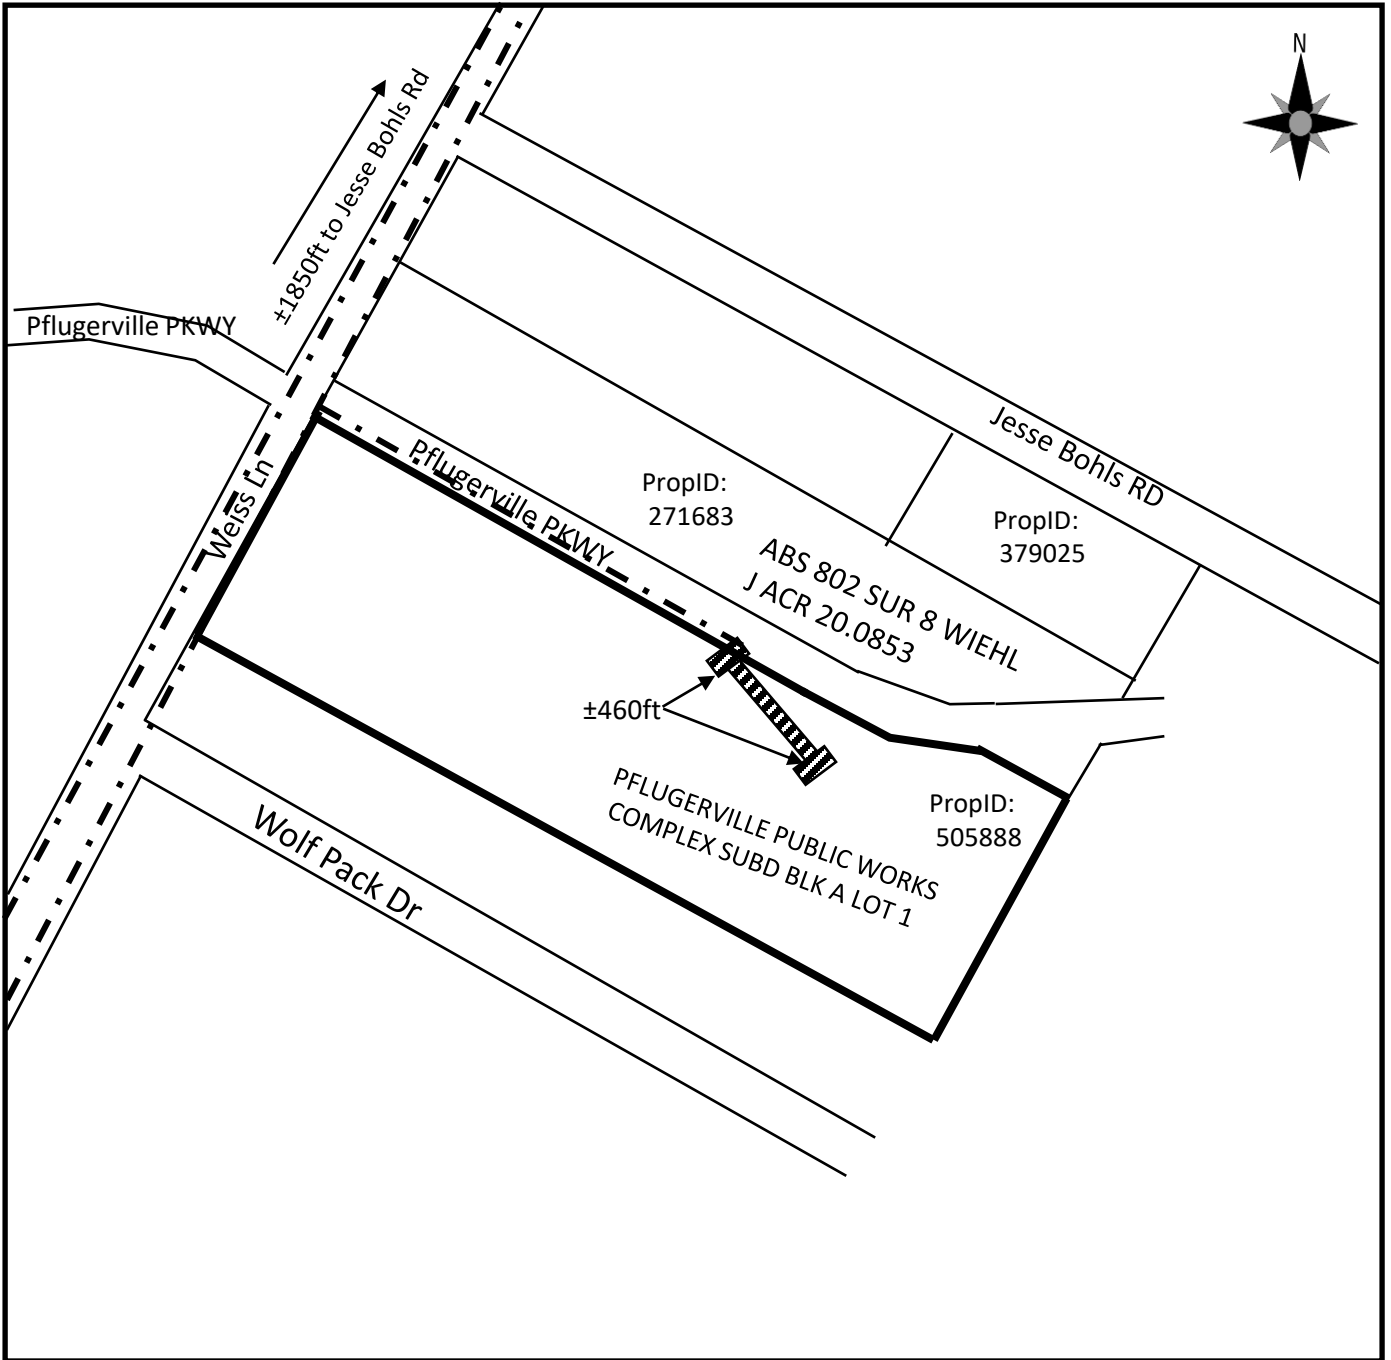 N
±1850ft to Jesse Bohls Rd
Pflugerville PKWY
Jesse Bohls RD
Weiss Ln
Pflugerville PKWY
PropID:
271683
PropID:
379025
ABS 802 SUR 8 WIEHL
J ACR 20.0853
±460ft
PFLUGERVILLE PUBLIC WORKS
COMPLEX SUBD BLK A LOT 1
PropID:
505888
Wolf Pack Dr